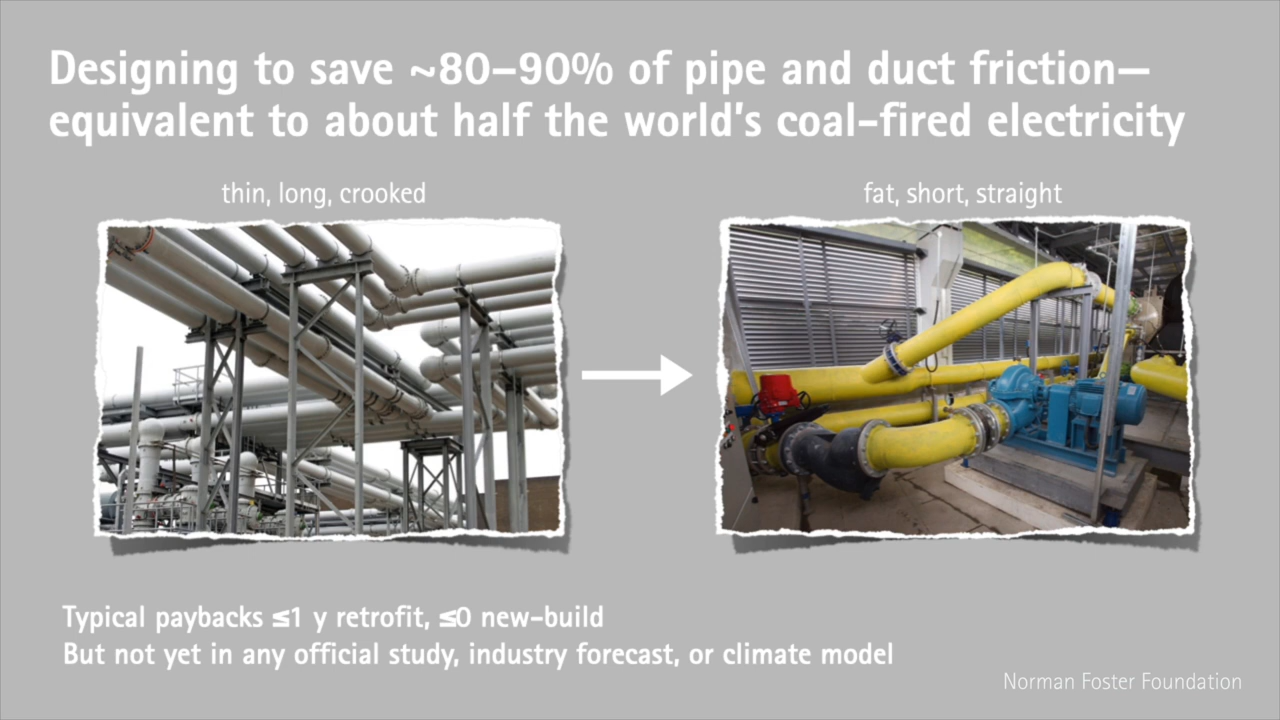 Designing to save ~80–90% of pipe and duct friction—
equivalent to about half the world's coal-fired electricity
thin, long, crooked
fat, short, straight
Typical paybacks ≤1 y retrofit, ≤0 new-build
But not yet in any official study, industry forecast, or climate model
Norman Foster Foundation